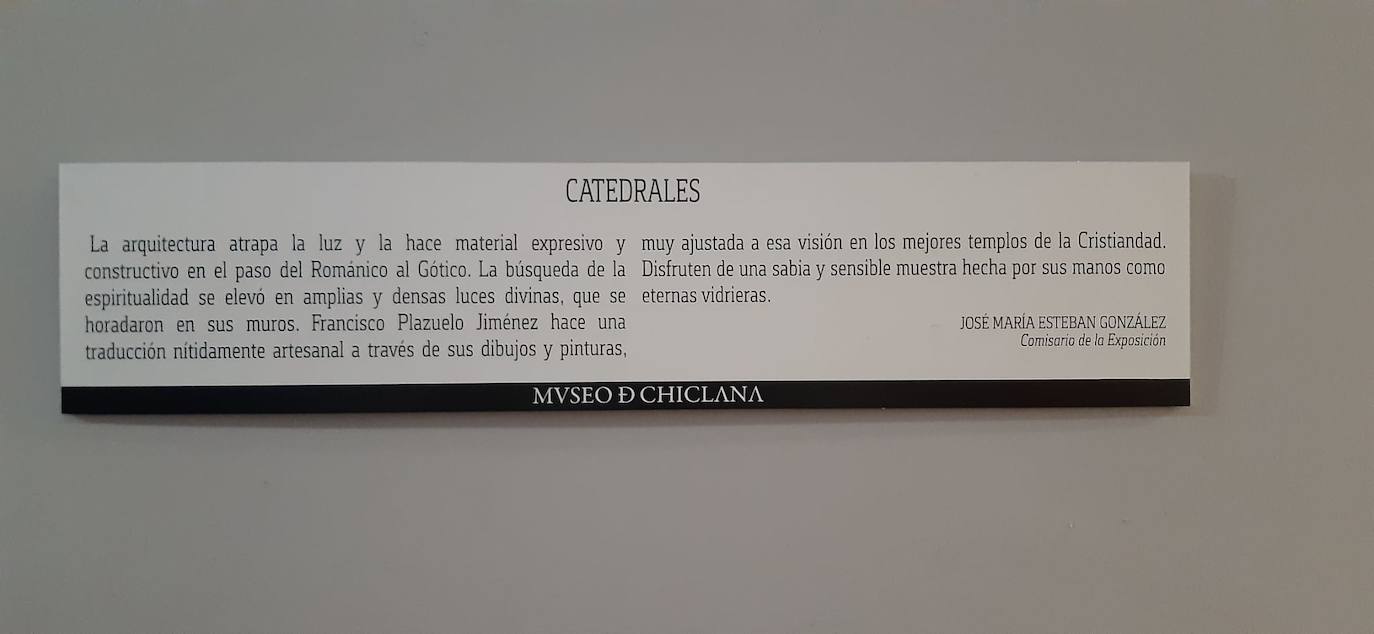 CATEDRALES
La arquitectura atrapa la luz y la hace material expresivo y
constructivo en el paso del Románico al Gótico. La búsqueda de la
espiritualidad se elevó en amplias y densas luces divinas, que se
horadaron en sus muros. Francisco Plazuelo Jiménez hace una
traducción nítidamente artesanal a través de sus dibujos y pinturas,
muy ajustada a esa visión en los mejores templos de la Cristiandad.
Disfruten de una sabia y sensible muestra hecha por sus manos como
eternas vidrieras.
JOSÉ MARÍA ESTEBAN GONZÁLEZ
Comisario de la Exposición
MVSEO Đ CHICLANA